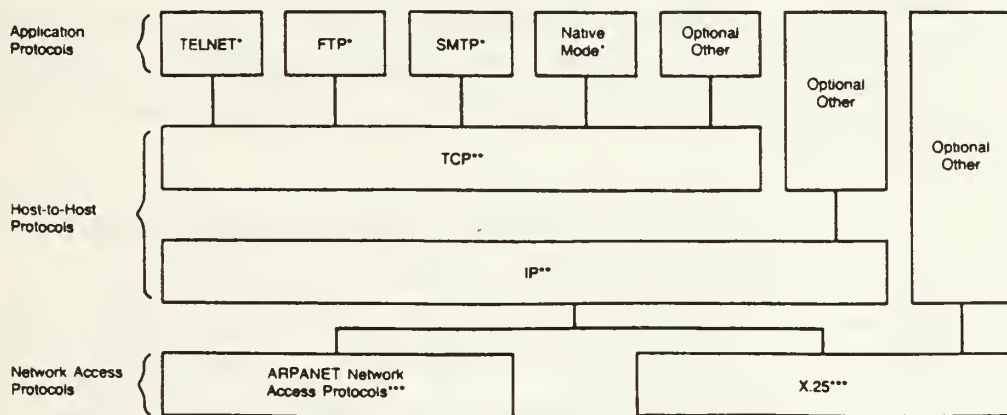 Application
Protocols
TELNET*
FTP*
SMTP*
Native
Mode*
Optional
Other
Optional
Other
Optional
Other
TCP**
Host-to-Host
Protocols
IP**
Network Access
Protocols
ARPANET Network
Access Protocols***
X.25***